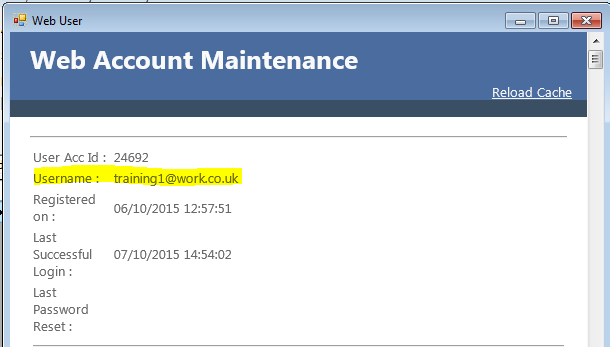 Web User
Web Account Maintenance
Reload Cache
User Acc Id : 24692
Username : training1@work.co.uk
Registered
on : 06/10/2015 12:57:51
Last
Successful 07/10/2015 14:54:02
Login :
Last
Password
Reset :